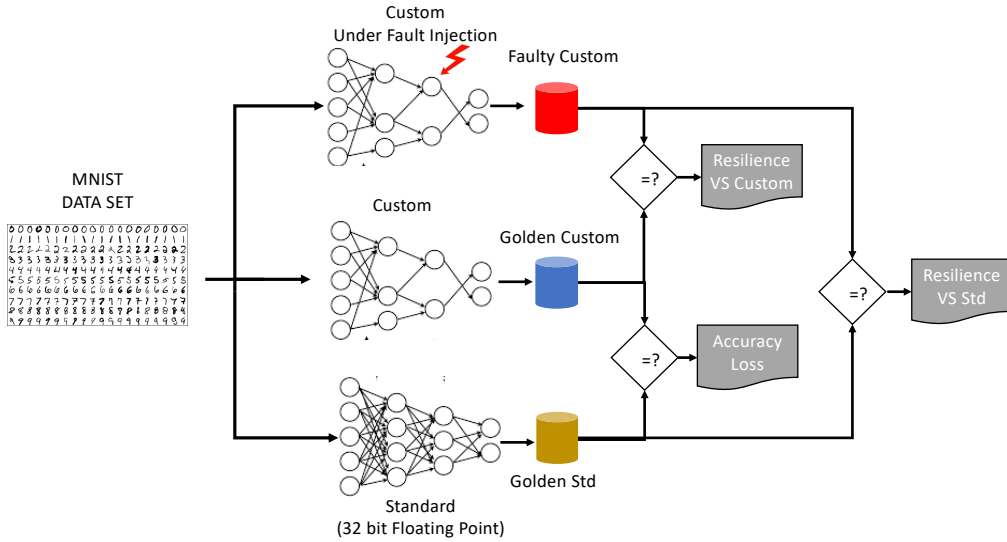 Custom
Under Fault Injection
Faulty Custom
=?
Resilience
VS Custom
MNIST
DATA SET
Custom
Golden Custom
=?
Resilience
VS Std
=?
Accuracy
Loss
Golden Std
Standard
(32 bit Floating Point)